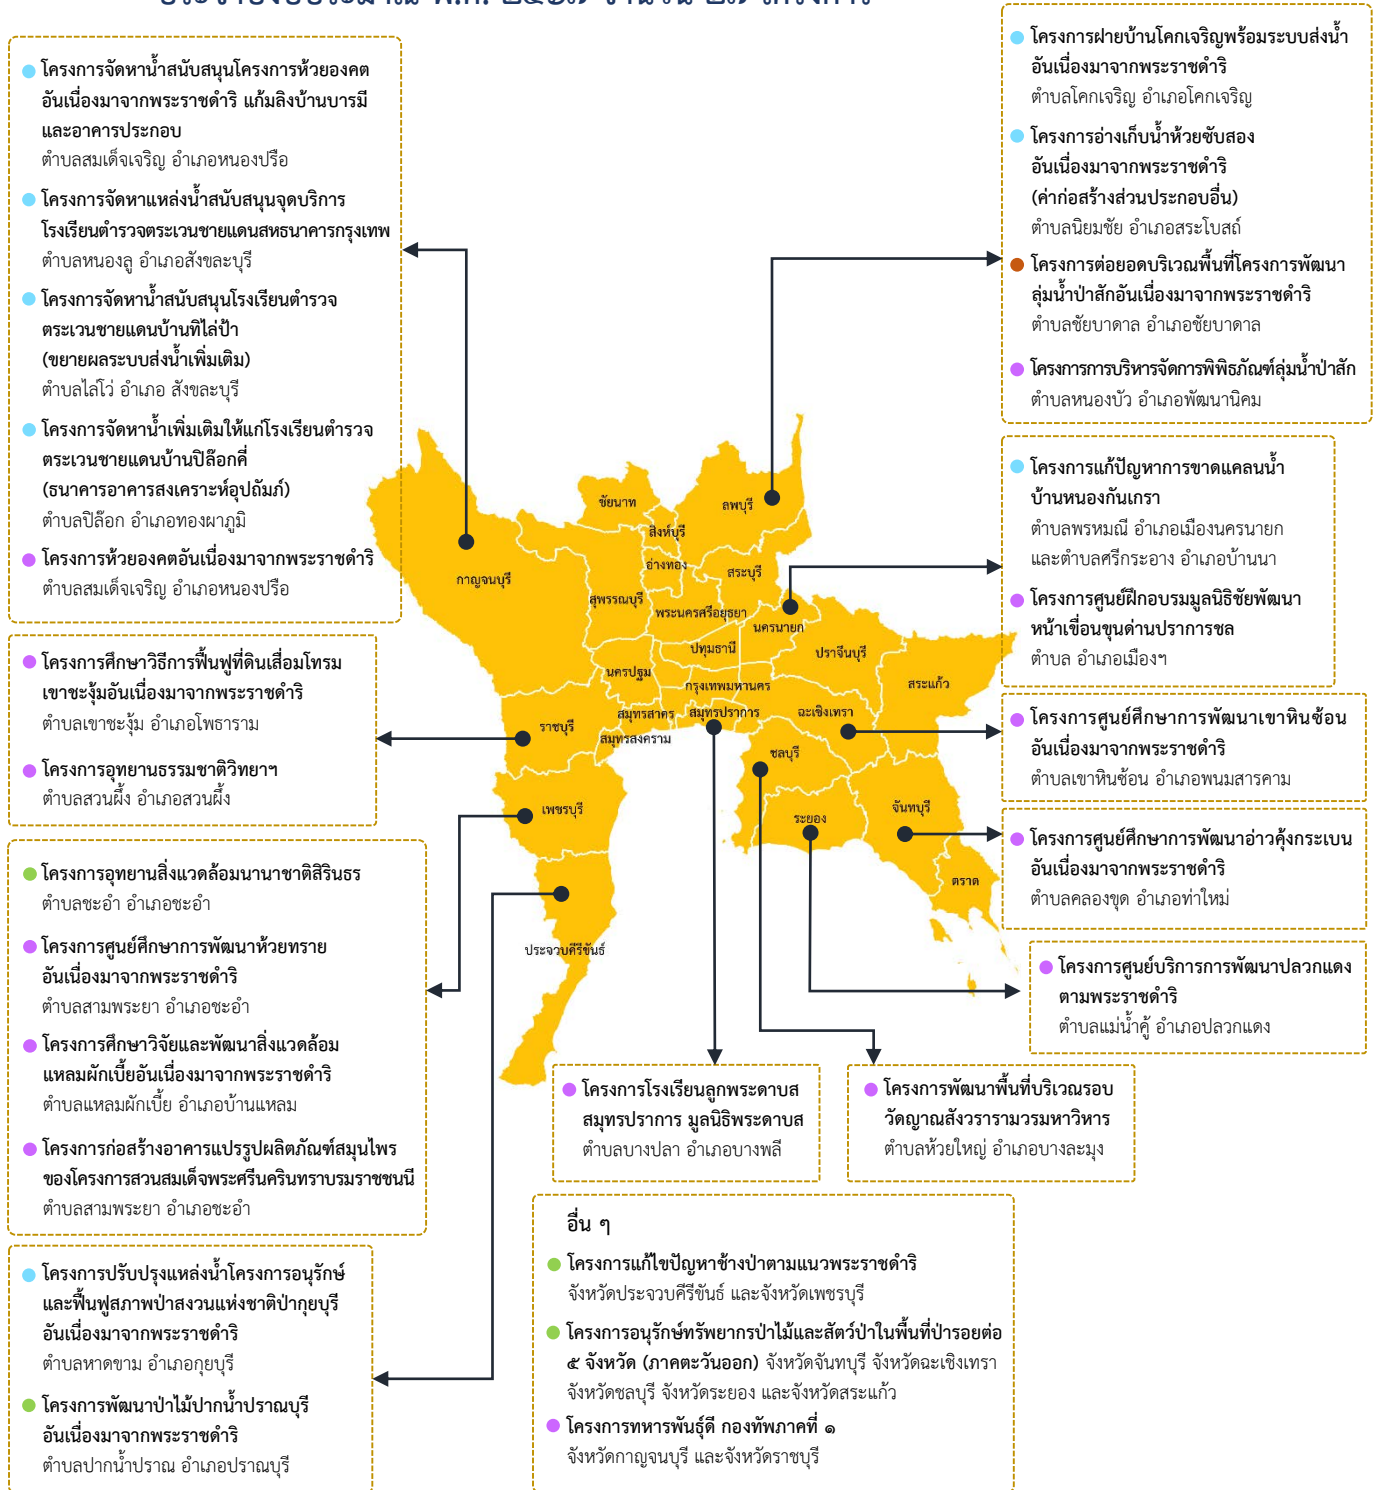 ประจำปีงบประมาณ พ.ศ. ๒๕๖๗ จำนวน ๒๗ โครงการ
โครงการจัดหาน้ำสนับสนุนโครงการห้วยองคต
อันเนื่องมาจากพระราชดำริ แก้มลิงบ้านบารมี
และอาคารประกอบ
ตำบลสมเด็จเจริญ อำเภอหนองปรือ
โครงการจัดหาแหล่งน้ำสนับสนุนจุดบริการ
โรงเรียนตำรวจตระเวนชายแดนสหธนาคารกรุงเทพ
ตำบลหนองลู อำเภอสังขละบุรี
โครงการจัดหาน้ำสนับสนุนโรงเรียนตำรวจ
ตระเวนชายแดนบ้านทิไล่ป้า
(ขยายผลระบบส่งน้ำเพิ่มเติม)
ตำบลไล่โว่ อำเภอ สังขละบุรี
โครงการจัดหาน้ำเพิ่มเติมให้แก่โรงเรียนตำรวจ
ตระเวนชายแดนบ้านปิล๊อกคี่
(ธนาคารอาคารสงเคราะห์อุปถัมภ์)
ตำบลปิล๊อก อำเภอทองผาภูมิ
โครงการห้วยองคตอันเนื่องมาจากพระราชดำริ
ตำบลสมเด็จเจริญ อำเภอหนองปรือ
โครงการศึกษาวิธีการฟื้นฟูที่ดินเสื่อมโทรม
เขาชะงุ้มอันเนื่องมาจากพระราชดำริ
ตำบลเขาชะงุ้ม อำเภอโพธาราม
โครงการอุทยานธรรมชาติวิทยาฯ
ตำบลสวนผึ้ง อำเภอสวนผึ้ง
โครงการอุทยานสิ่งแวดล้อมนานาชาติสิรินธร
ตำบลชะอำ อำเภอชะอำ
โครงการศูนย์ศึกษาการพัฒนาห้วยทราย
อันเนื่องมาจากพระราชดำริ
ตำบลสามพระยา อำเภอชะอำ
โครงการศึกษาวิจัยและพัฒนาสิ่งแวดล้อม
แหลมผักเบี้ยอันเนื่องมาจากพระราชดำริ
ตำบลแหลมผักเบี้ย อำเภอบ้านแหลม
โครงการก่อสร้างอาคารแปรรูปผลิตภัณฑ์สมุนไพร
ของโครงการสวนสมเด็จพระศรีนครินทราบรมราชชนนี
ตำบลสามพระยา อำเภอชะอำ
โครงการปรับปรุงแหล่งน้ำโครงการอนุรักษ์
และฟื้นฟูสภาพป่าสงวนแห่งชาติป่ากุยบุรี
อันเนื่องมาจากพระราชดำริ
ตำบลหาดขาม อำเภอกุยบุรี
โครงการพัฒนาป่าไม้ปากน้ำปราณบุรี
อันเนื่องมาจากพระราชดำริ
ตำบลปากน้ำปราณ อำเภอปราณบุรี
ชัยนาท
ลพบุรี
สิงห์บุรี
อ่างทอง
สระบุรี
กาญจนบุรี
สุพรรณบุรี
พระนครศรีอยุธยา
นครนายก
ปทุมธานี
ปราจีนบุรี
นครปฐม
กรุงเทพมหานคร
สระแก้ว
สมุทรสาคร
สมุทรปราการ
ฉะเชิงเทรา
ราชบุรี
สมุทรสงคราม
ชลบุรี
เพชรบุรี
ระยอง
จันทบุรี
ตราด
ประจวบคีรีขันธ์
โครงการฝายบ้านโคกเจริญพร้อมระบบส่งน้ำ
อันเนื่องมาจากพระราชดำริ
ตำบลโคกเจริญ อำเภอโคกเจริญ
โครงการอ่างเก็บน้ำห้วยซับสอง
อันเนื่องมาจากพระราชดำริ
(ค่าก่อสร้างส่วนประกอบอื่น)
ตำบลนิยมชัย อำเภอสระโบสถ์
โครงการต่อยอดบริเวณพื้นที่โครงการพัฒนา
ลุ่มน้ำป่าสักอันเนื่องมาจากพระราชดำริ
ตำบลชัยบาดาล อำเภอชัยบาดาล
โครงการการบริหารจัดการพิพิธภัณฑ์ลุ่มน้ำป่าสัก
ตำบลหนองบัว อำเภอพัฒนานิคม
โครงการแก้ปัญหาการขาดแคลนน้ำ
บ้านหนองกันเกรา
ตำบลพรหมณี อำเภอเมืองนครนายก
และตำบลศรีกระอาง อำเภอบ้านนา
โครงการศูนย์ฝึกอบรมมูลนิธิชัยพัฒนา
หน้าเขื่อนขุนด่านปราการชล
ตำบล อำเภอเมืองฯ
โครงการศูนย์ศึกษาการพัฒนาเขาหินซ้อน
อันเนื่องมาจากพระราชดำริ
ตำบลเขาหินซ้อน อำเภอพนมสารคาม
โครงการศูนย์ศึกษาการพัฒนาอ่าวคุ้งกระเบน
อันเนื่องมาจากพระราชดำริ
ตำบลคลองขุด อำเภอท่าใหม่
โครงการศูนย์บริการการพัฒนาปลวกแดง
ตามพระราชดำริ
ตำบลแม่น้ำคู้ อำเภอปลวกแดง
โครงการโรงเรียนลูกพระดาบส
สมุทรปราการ มูลนิธิพระดาบส
ตำบลบางปลา อำเภอบางพลี
โครงการพัฒนาพื้นที่บริเวณรอบ
วัดญาณสังวรารามวรมหาวิหาร
ตำบลห้วยใหญ่ อำเภอบางละมุง
อื่น ๆ
โครงการแก้ไขปัญหาช้างป่าตามแนวพระราชดำริ
จังหวัดประจวบคีรีขันธ์ และจังหวัดเพชรบุรี
โครงการอนุรักษ์ทรัพยากรป่าไม้และสัตว์ป่าในพื้นที่ป่ารอยต่อ
๕ จังหวัด (ภาคตะวันออก) จังหวัดจันทบุรี จังหวัดฉะเชิงเทรา
จังหวัดชลบุรี จังหวัดระยอง และจังหวัดสระแก้ว
โครงการทหารพันธุ์ดี กองทัพภาคที่ ๑
จังหวัดกาญจนบุรี และจังหวัดราชบุรี